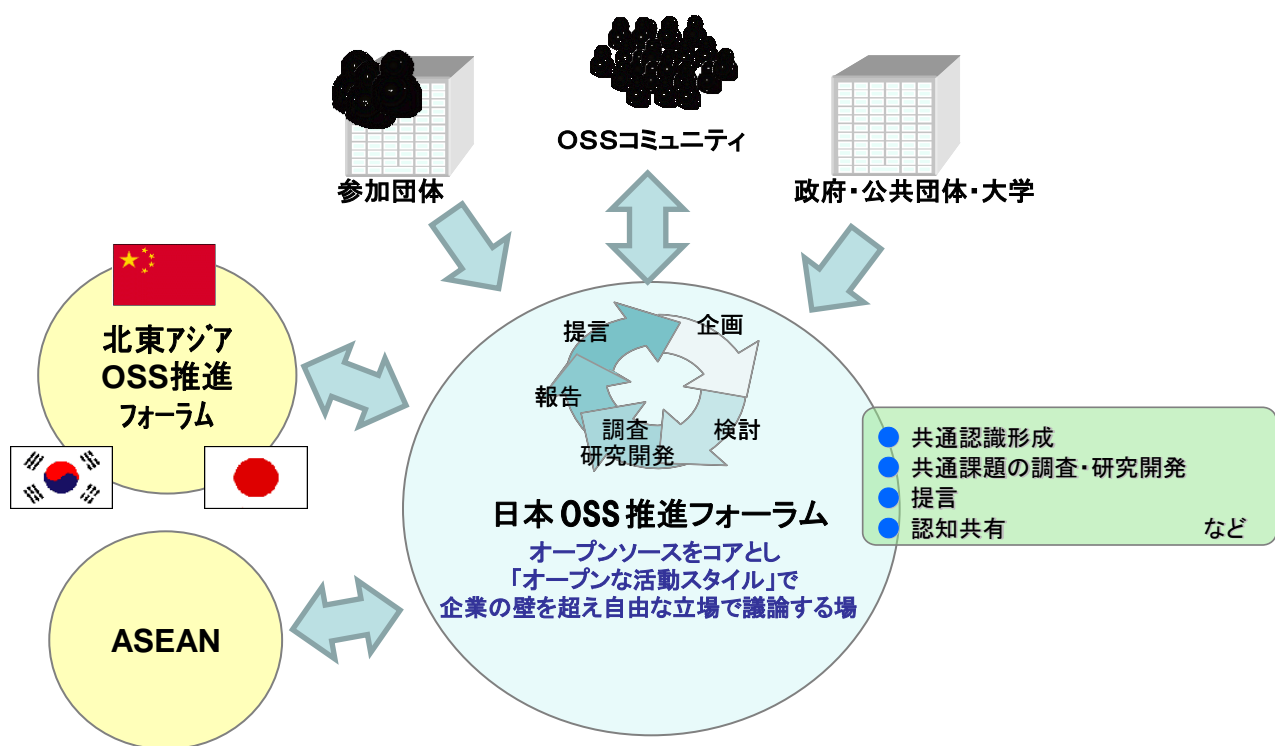 OSSコミュニティ
参加団体
政府・公共団体・大学
北東アジア
OSS推進
フォーラム
提言
企画
報告
検討
調査
研究開発
日本 OSS 推進フォーラム
オープンソースをコアとし
「オープンな活動スタイル」で
企業の壁を超え自由な立場で議論する場
● 共通認識形成
● 共通課題の調査・研究開発
● 提言
● 認知共有 など
ASEAN